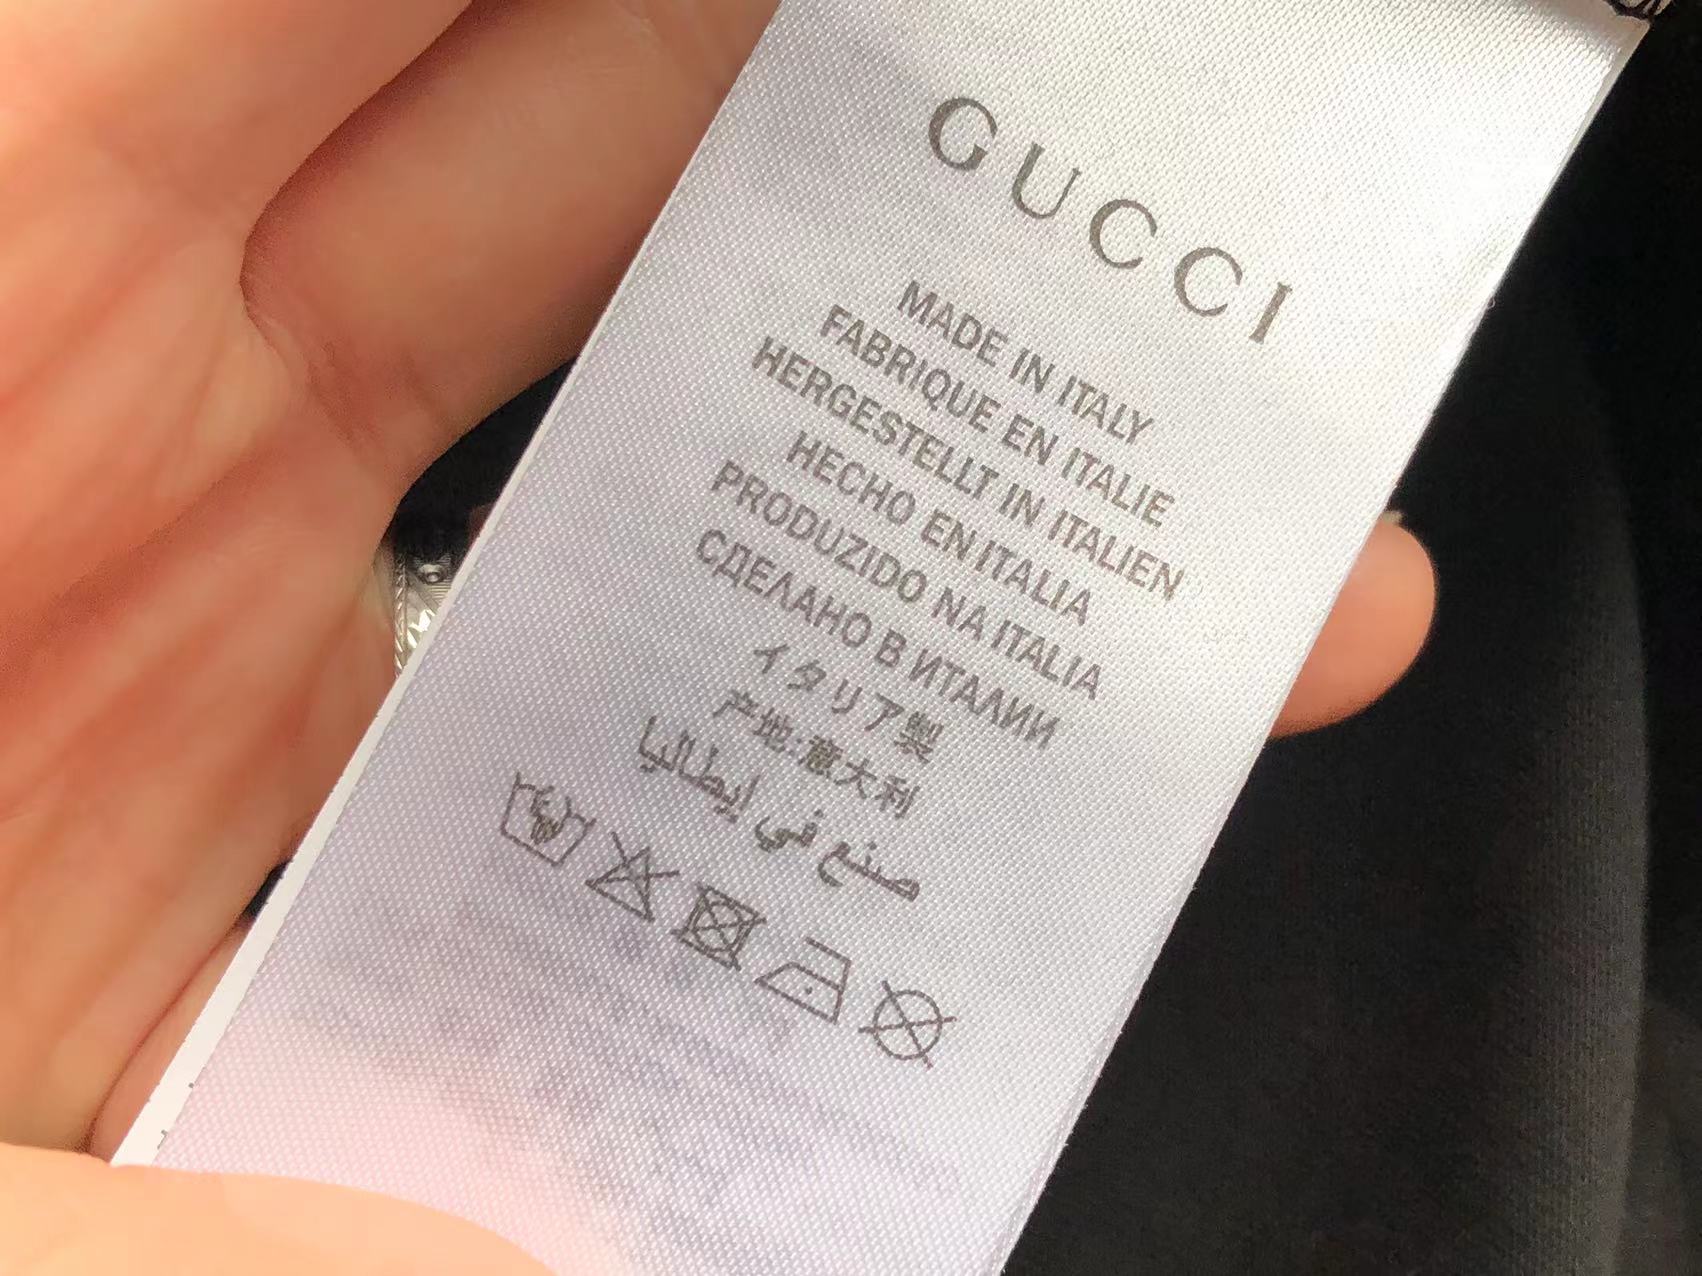 GUCCI
MADE IN ITALY
FABRIQUE EN ITALIE
HERGESTELLT IN ITALIEN
HECHO EN ITALIA
PRODUZIDO NA ITALIA
СДЕЛАНО В ИТАЛИИ
イタリア製
产地:意大利
صنع في إيطاليا